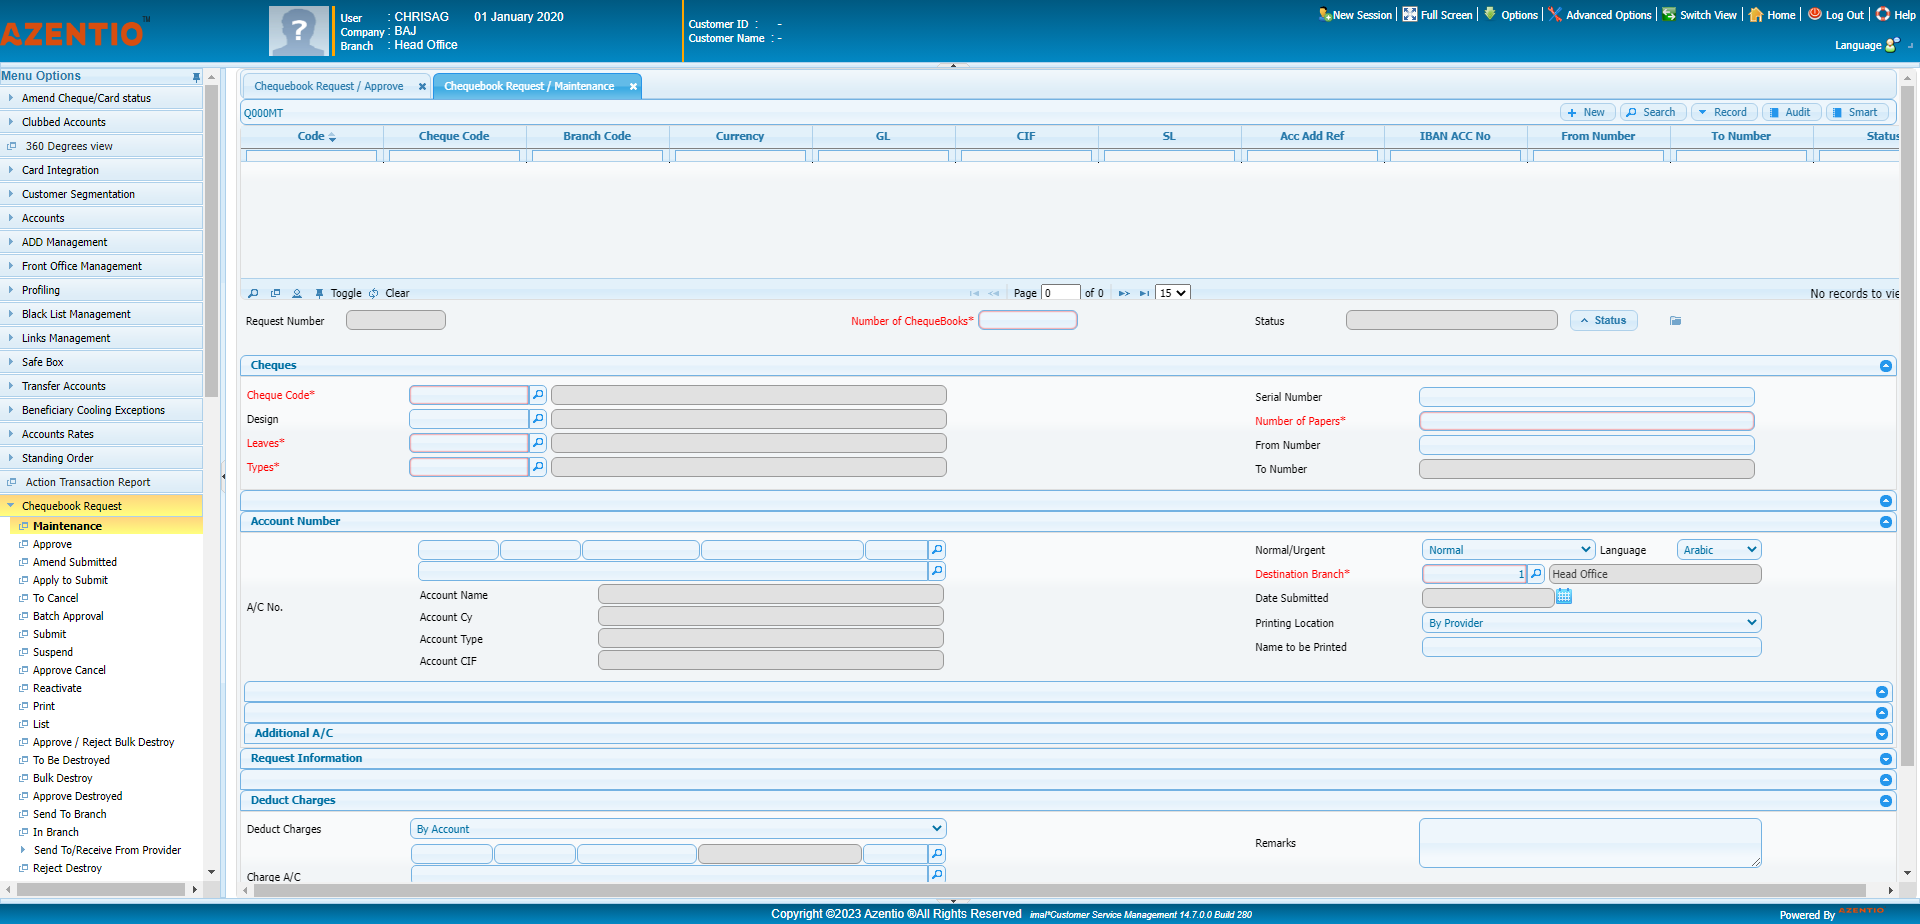 AZENTIO™
User : CHRISAG 01 January 2020
Company : BAJ
Branch : Head Office
Customer ID : -
Customer Name : -
New Session | Full Screen | Options | Advanced Options | Switch View | Home | Log Out | Help
Language
Menu Options
Amend Cheque/Card status
Clubbed Accounts
360 Degrees view
Card Integration
Customer Segmentation
Accounts
ADD Management
Front Office Management
Profiling
Black List Management
Links Management
Safe Box
Transfer Accounts
Beneficiary Cooling Exceptions
Accounts Rates
Standing Order
Action Transaction Report
Chequebook Request
Maintenance
Approve
Amend Submitted
Apply to Submit
To Cancel
Batch Approval
Submit
Suspend
Approve Cancel
Reactivate
Print
List
Approve / Reject Bulk Destroy
To Be Destroyed
Bulk Destroy
Approve Destroyed
Send To Branch
In Branch
Send To/Receive From Provider
Reject Destroy
Chequebook Request / Approve
Chequebook Request / Maintenance
Q000MT
New Search Record Audit Smart
Code Cheque Code Branch Code Currency GL CIF SL Acc Add Ref IBAN ACC No From Number To Number Status
Toggle Clear Page 0 of 0 15 No records to vie
Request Number Number of ChequeBooks* Status Status
Cheques
Cheque Code* Serial Number
Design Number of Papers*
Leaves* From Number
Types* To Number
Account Number
Normal/Urgent Normal Language Arabic
Destination Branch* 1 Head Office
Account Name Date Submitted
A/C No.
Account Cy Printing Location By Provider
Account Type Name to be Printed
Account CIF
Additional A/C
Request Information
Deduct Charges
Deduct Charges By Account
Remarks
Charge A/C
Copyright ©2023 Azentio ®All Rights Reserved imal*Customer Service Management 14.7.0.0 Build 280
Powered By AZENTIO